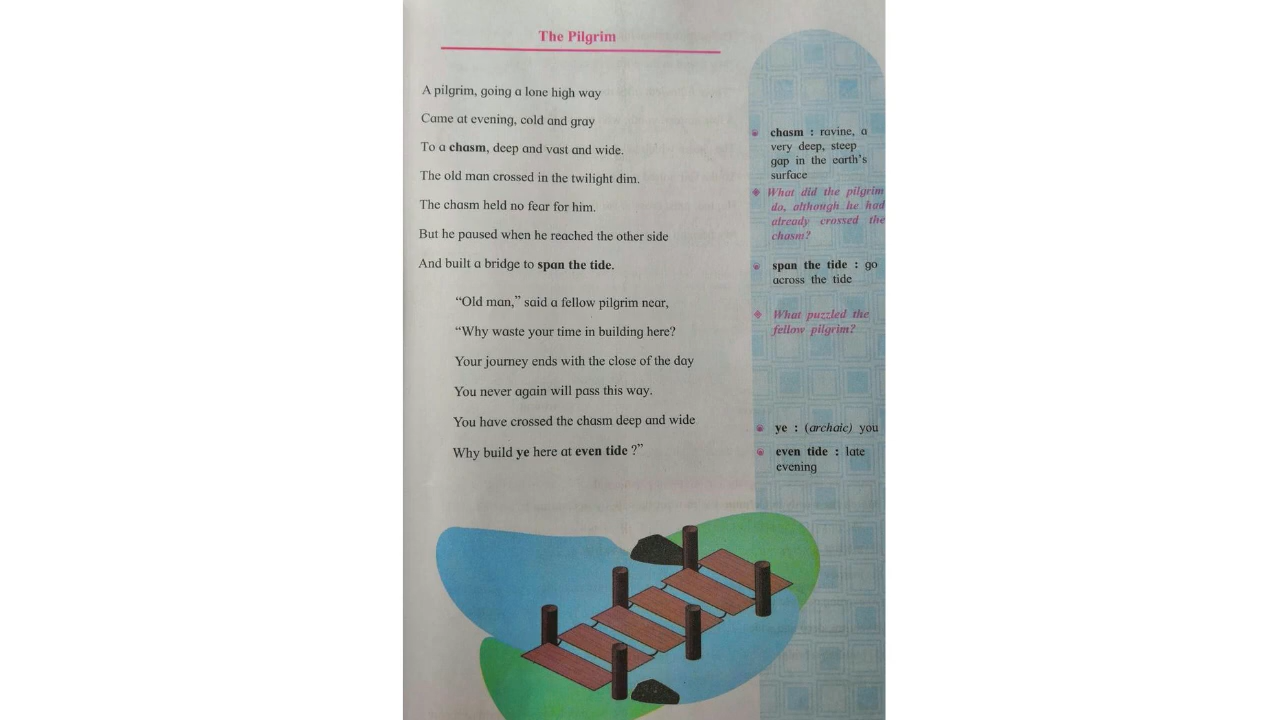 The Pilgrim
A pilgrim, going a lone high way
Came at evening, cold and gray
To a chasm, deep and vast and wide.
The old man crossed in the twilight dim.
The chasm held no fear for him.
But he paused when he reached the other side
And built a bridge to span the tide.
“Old man,” said a fellow pilgrim near,
“Why waste your time in building here?
Your journey ends with the close of the day
You never again will pass this way.
You have crossed the chasm deep and wide
Why build ye here at even tide ?”
chasm : ravine, a
very deep, steep
gap in the earth's
surface
What did the pilgrim
do, although he had
already crossed the
chasm?
span the tide : go
across the tide
What puzzled the
fellow pilgrim?
ye : (archaic) you
even tide : late
evening